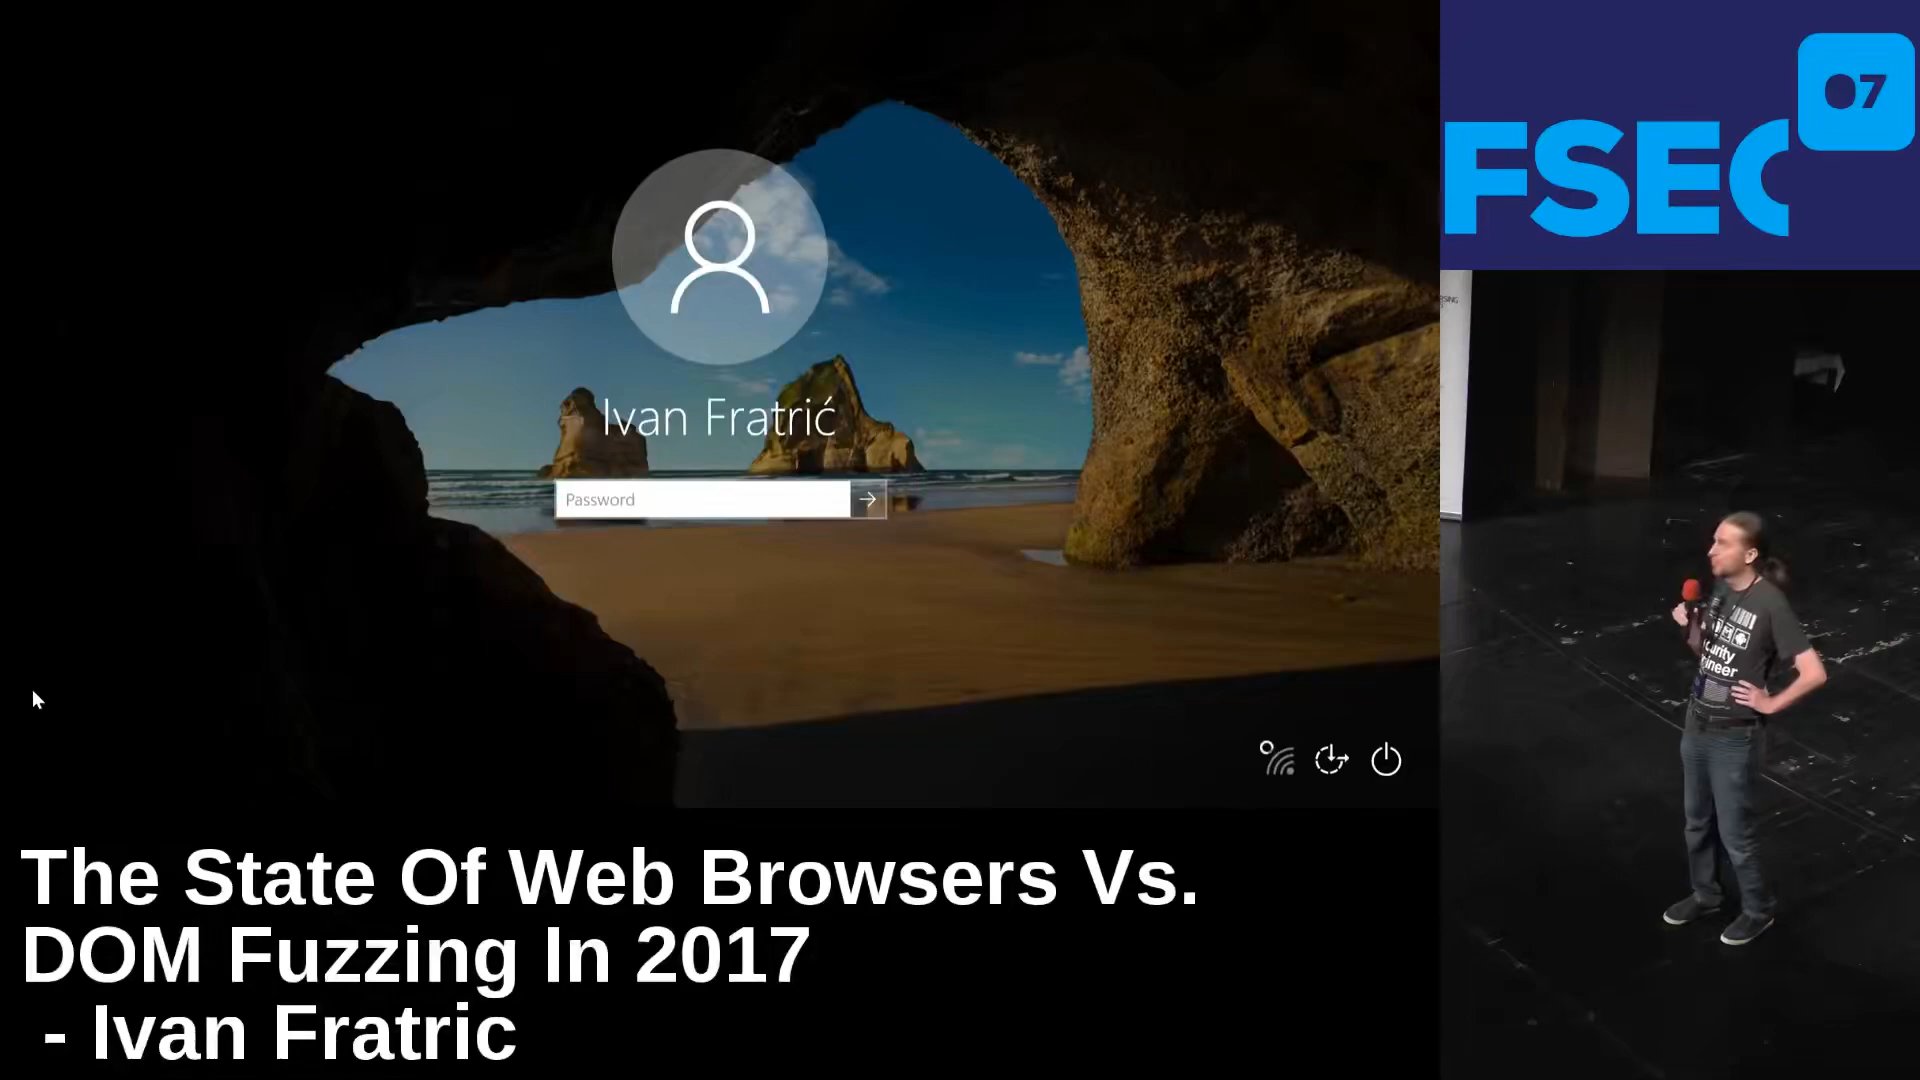 Ivan Fratrić
Password
The State Of Web Browsers Vs.
DOM Fuzzing In 2017
- Ivan Fratric
07
FSEC